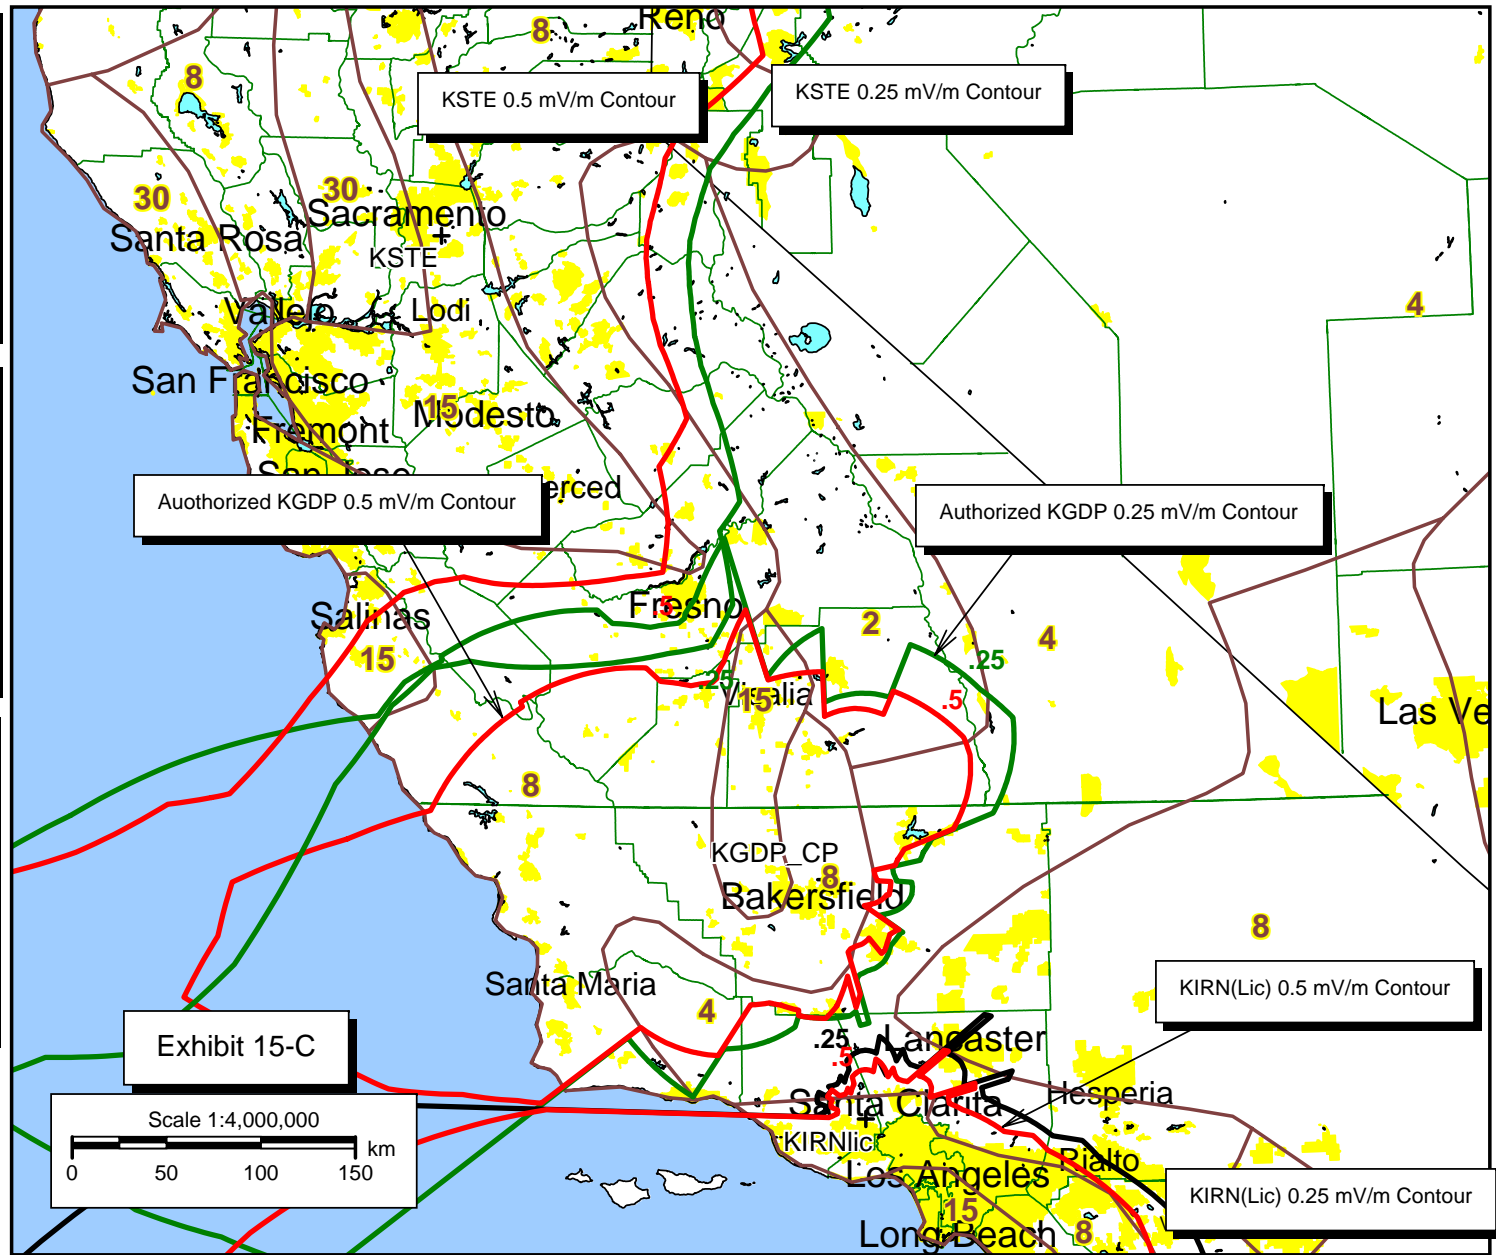 Reno
8
8
KSTE 0.5 mV/m Contour
KSTE 0.25 mV/m Contour
30
30
Sacramento
Santa Rosa
KSTE
Vallejo
Lodi
4
San Francisco
15
Modesto
Fremont
San Jose
erced
Auothorized KGDP 0.5 mV/m Contour
Authorized KGDP 0.25 mV/m Contour
Fresno
.5
Salinas
2
4
15
.25
.25
Visalia
15
.5
Las Ve
8
KGDP_CP
8
Bakersfield
8
Santa Maria
4
KIRN(Lic) 0.5 mV/m Contour
Exhibit 15-C
.25
Lancaster
.5
Hesperia
Santa Clarita
Scale 1:4,000,000
km
0 50 100 150
KIRNlic
Rialto
Los Angeles
KIRN(Lic) 0.25 mV/m Contour
15
Long Beach
8